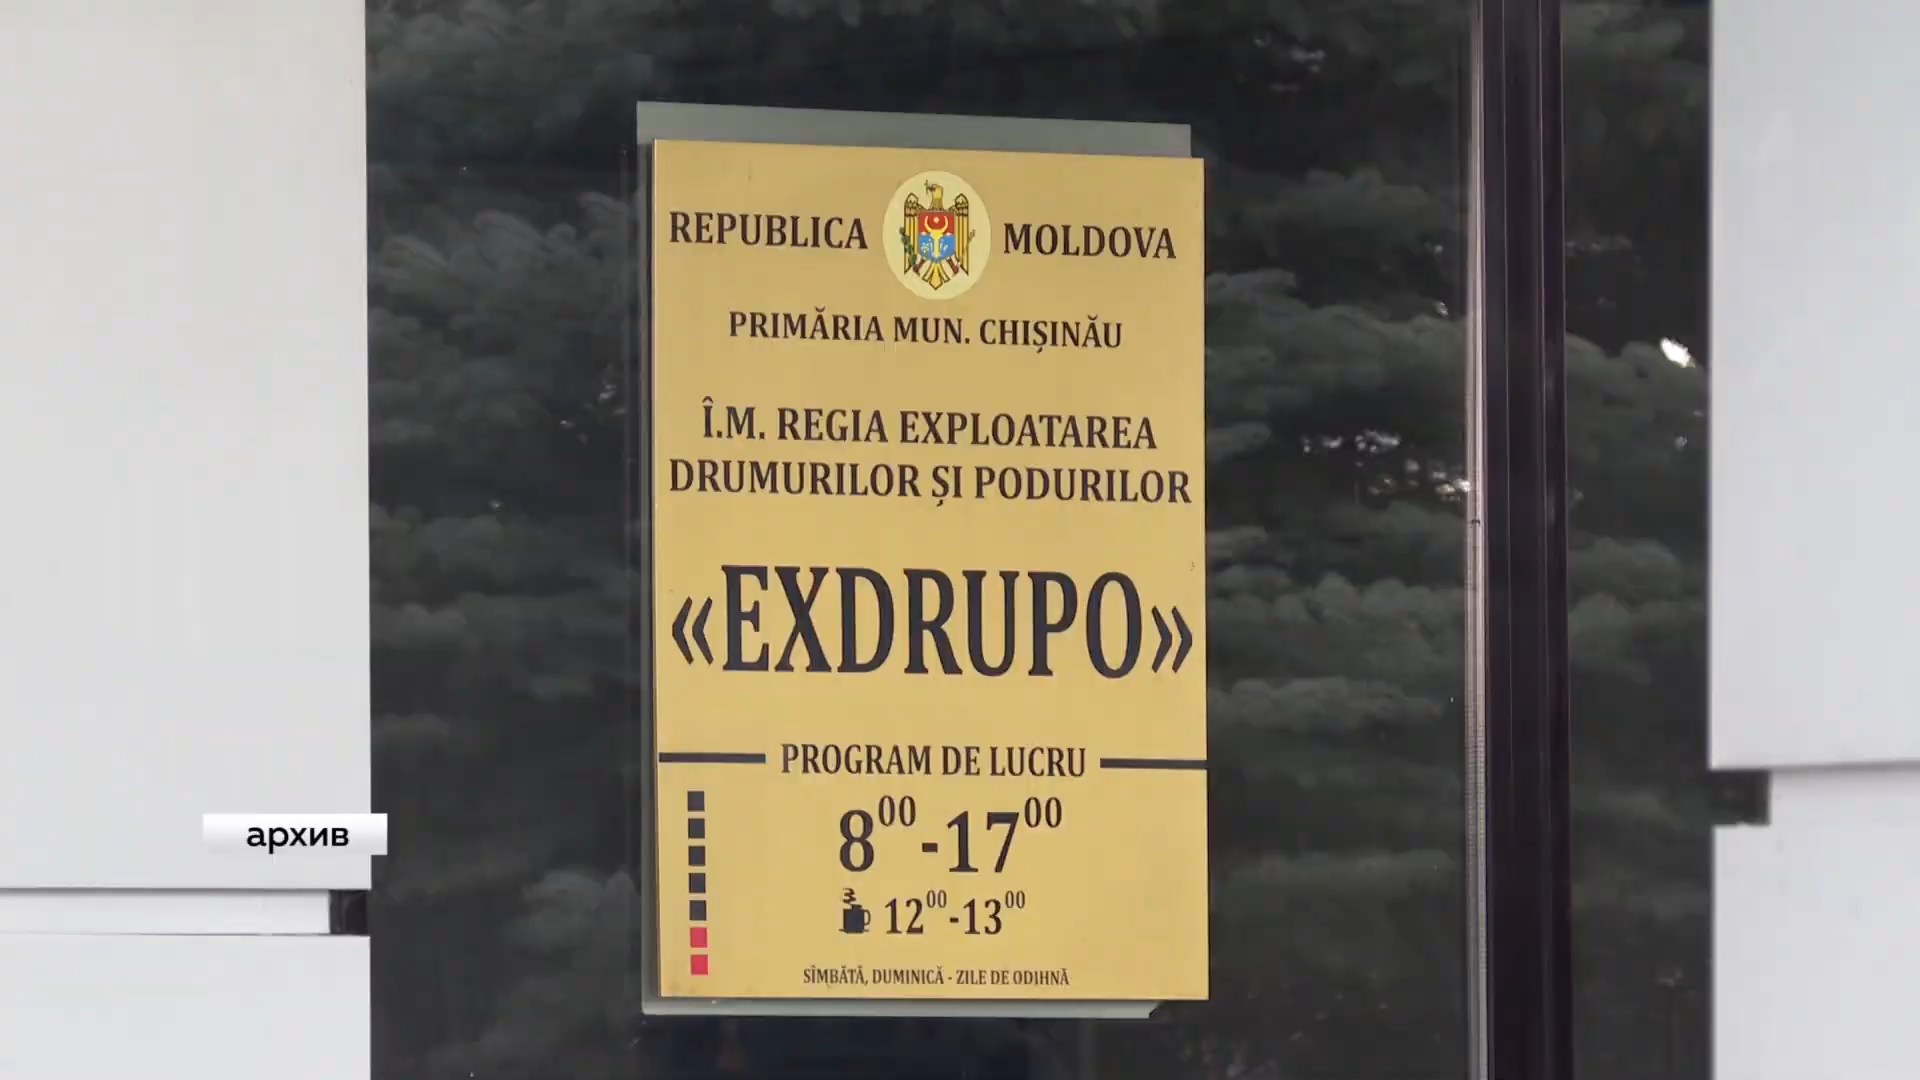 REPUBLICA MOLDOVA
PRIMĂRIA MUN. CHIȘINĂU
Î.M. REGIA EXPLOATAREA
DRUMURILOR ȘI PODURILOR
«EXDRUPO»
PROGRAM DE LUCRU
8⁰⁰-17⁰⁰
12⁰⁰-13⁰⁰
SÎMBĂTĂ, DUMINICĂ - ZILE DE ODIHNĂ
архив